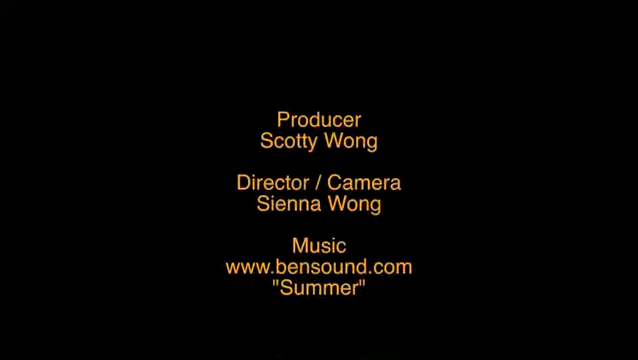 Producer
Scotty Wong
Director / Camera
Sienna Wong
Music
www.bensound.com
"Summer"